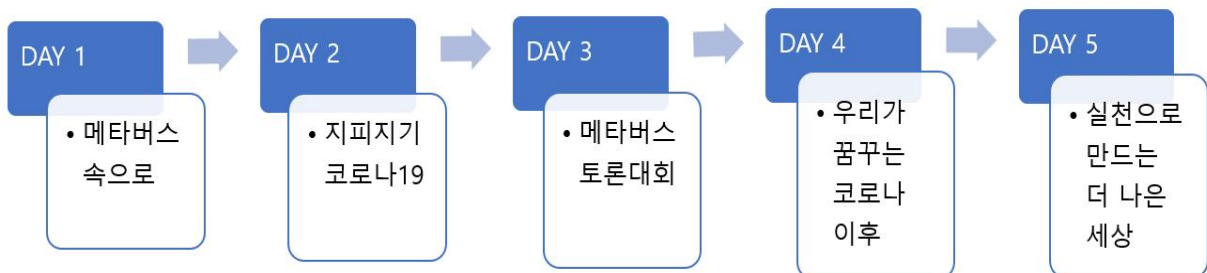 DAY 1
• 메타버스
속으로
DAY 2
• 지피지기
코로나19
DAY 3
• 메타버스
토론대회
DAY 4
• 우리가
꿈꾸는
코로나
이후
DAY 5
• 실천으로
만드는
더 나은
세상